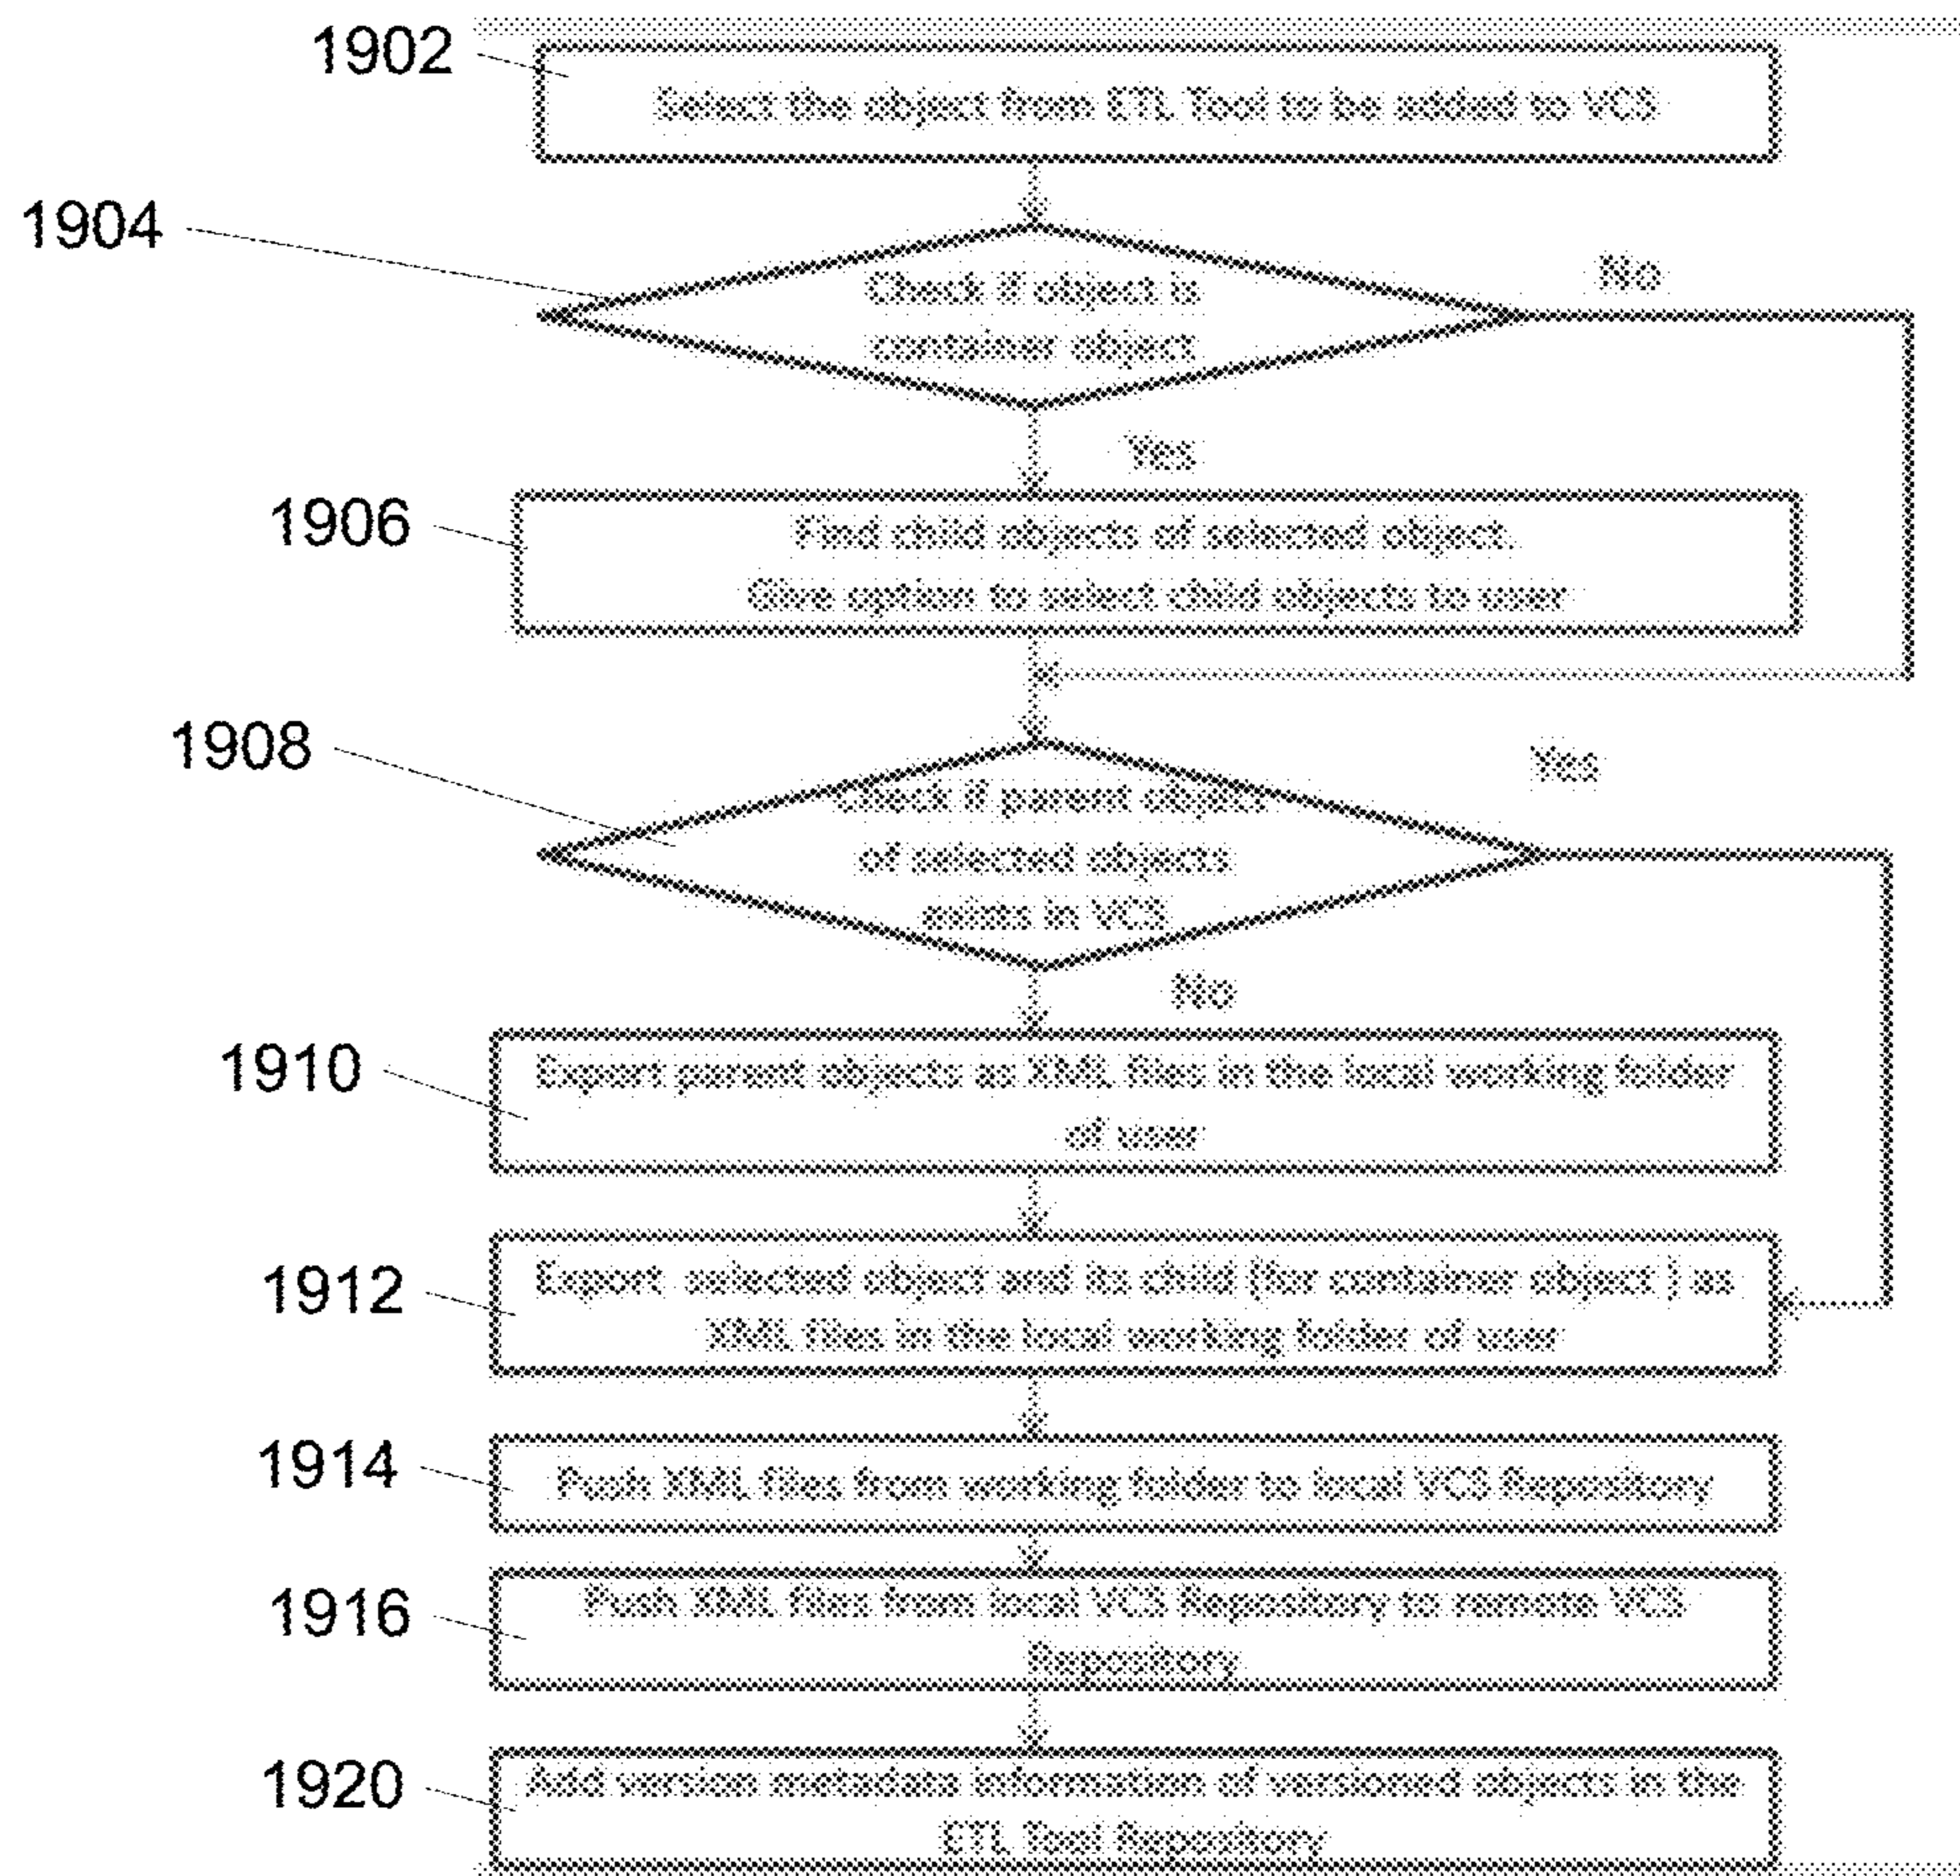 1902
Select the object from ETL Tool to be added to VCS
1904
Check if object is
container object
No
Yes
1906
Find child objects of selected object.
Give option to select child objects to user
1908
Check if parent object
of selected objects
exists in VCS
Yes
No
1910
Export parent objects as XML files in the local working folder
of user
1912
Export selected object and its child (for container object ) as
XML files in the local working folder of user
1914
Push XML files from working folder to local VCS Repository
1916
Push XML files from local VCS Repository to remote VCS
Repository
1920
Add version metadata information of versioned objects in the
ETL Tool Repository